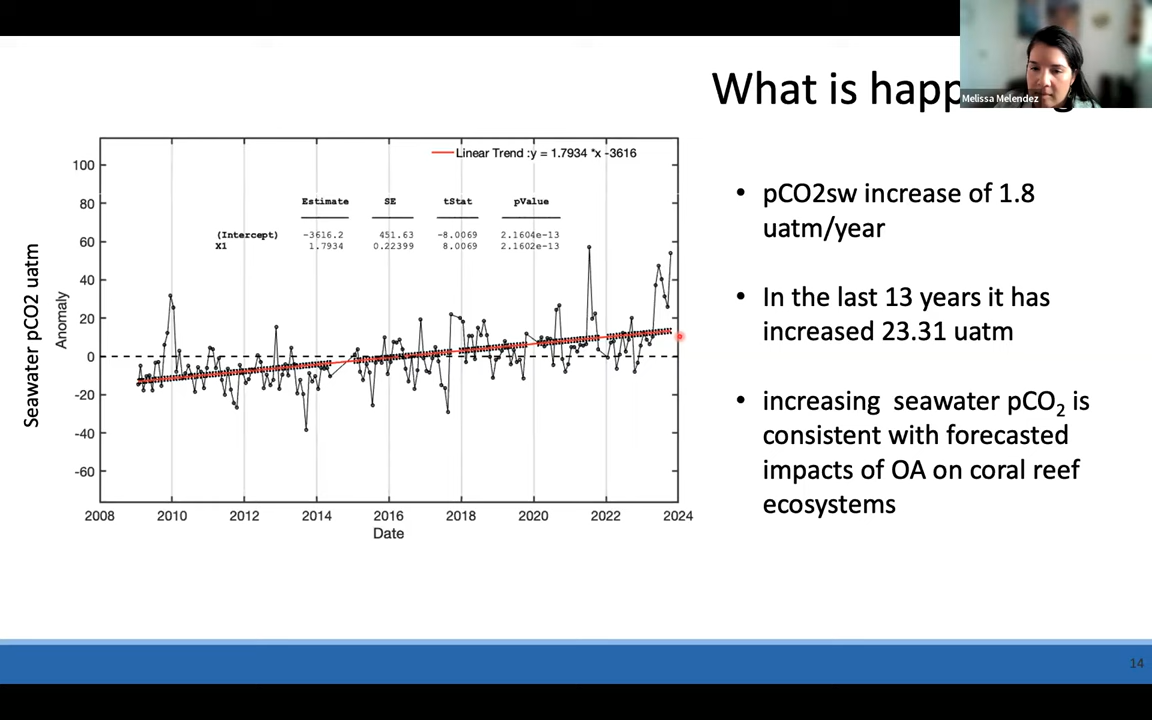 What is happ
Melissa Melendez
Seawater pCO2 uatm
Anomaly
Linear Trend :y = 1.7934 *x -3616
Estimate SE tStat pValue
(Intercept) -3616.2 451.63 -8.0069 2.1604e-13
X1 1.7934 0.22399 8.0069 2.1602e-13
100
80
60
40
20
0
-20
-40
-60
2008 2010 2012 2014 2016 2018 2020 2022 2024
Date
• pCO2sw increase of 1.8
uatm/year
• In the last 13 years it has
increased 23.31 uatm
• increasing seawater pCO₂ is
consistent with forecasted
impacts of OA on coral reef
ecosystems
14